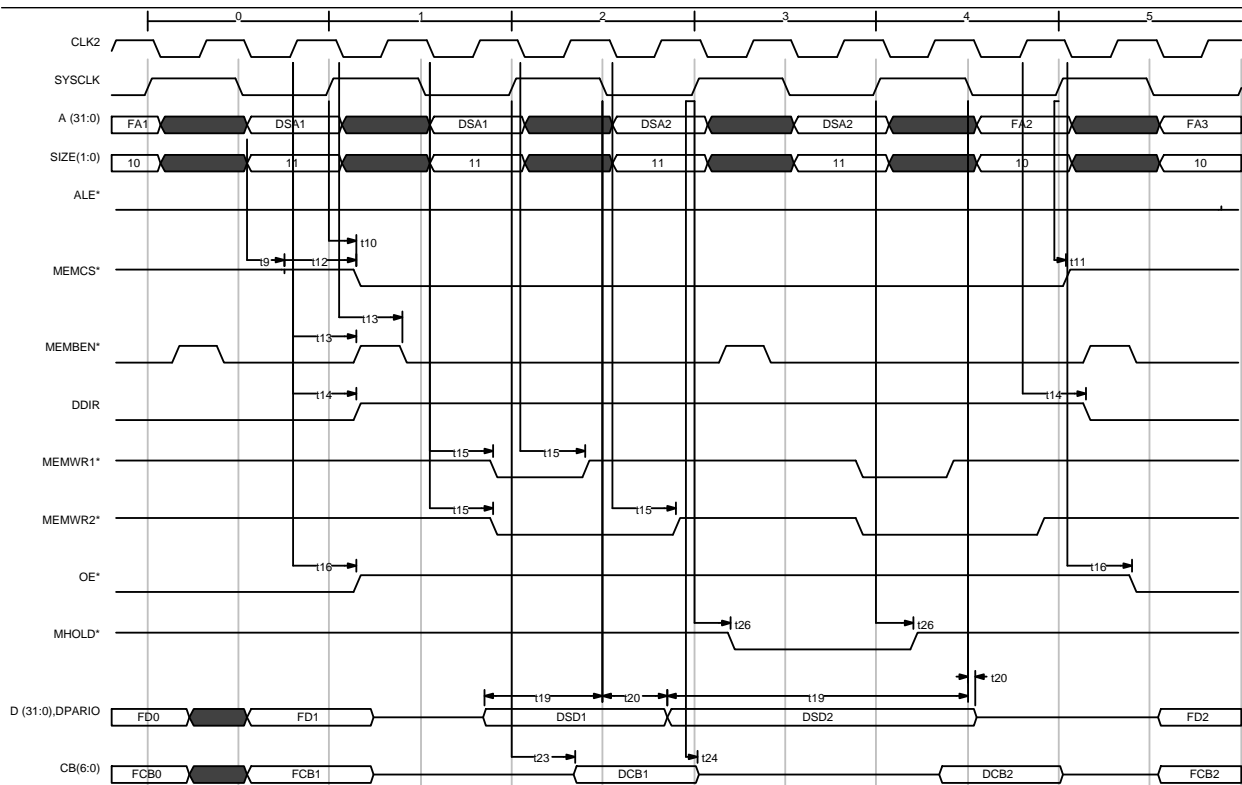 0 1 2 3 4 5
CLK2
SYSCLK
A (31:0) FA1 DSA1 DSA1 DSA2 DSA2 FA2 FA3
SIZE(1:0) 10 11 11 11 11 10 10
ALE*
t10
t9 t12 t11
MEMCS*
t13
t13
MEMBEN*
t14 t14
DDIR
t15 t15
MEMWR1*
t15 t15
MEMWR2*
t16 t16
OE*
t26 t26
MHOLD*
t20
t19 t20 t19
D (31:0),DPARIO FD0 FD1 DSD1 DSD2 FD2
t23 t24
CB(6:0) FCB0 FCB1 DCB1 DCB2 FCB2